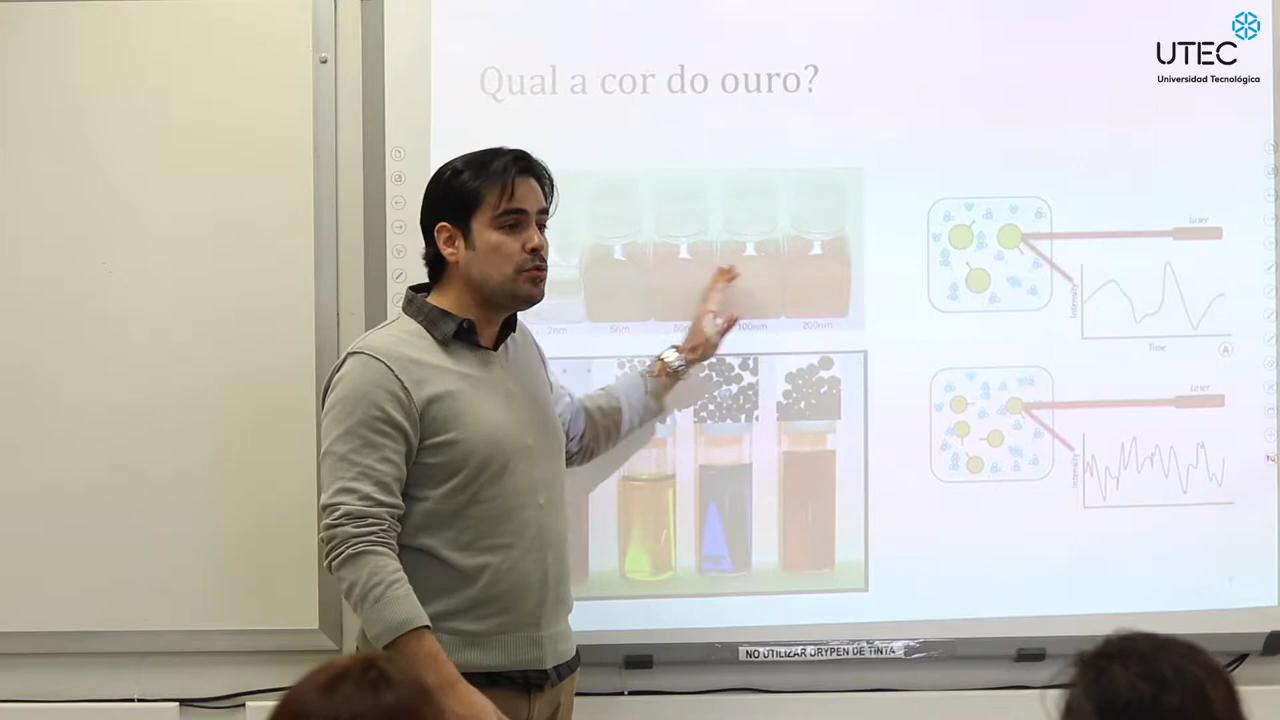 UTEC
Universidad Tecnológica
Qual a cor do ouro?
2nm
5nm
100nm
200nm
Laser
Intensity
Time
A
Laser
Intensity
NO UTILIZAR DRYPEN DE TINTA